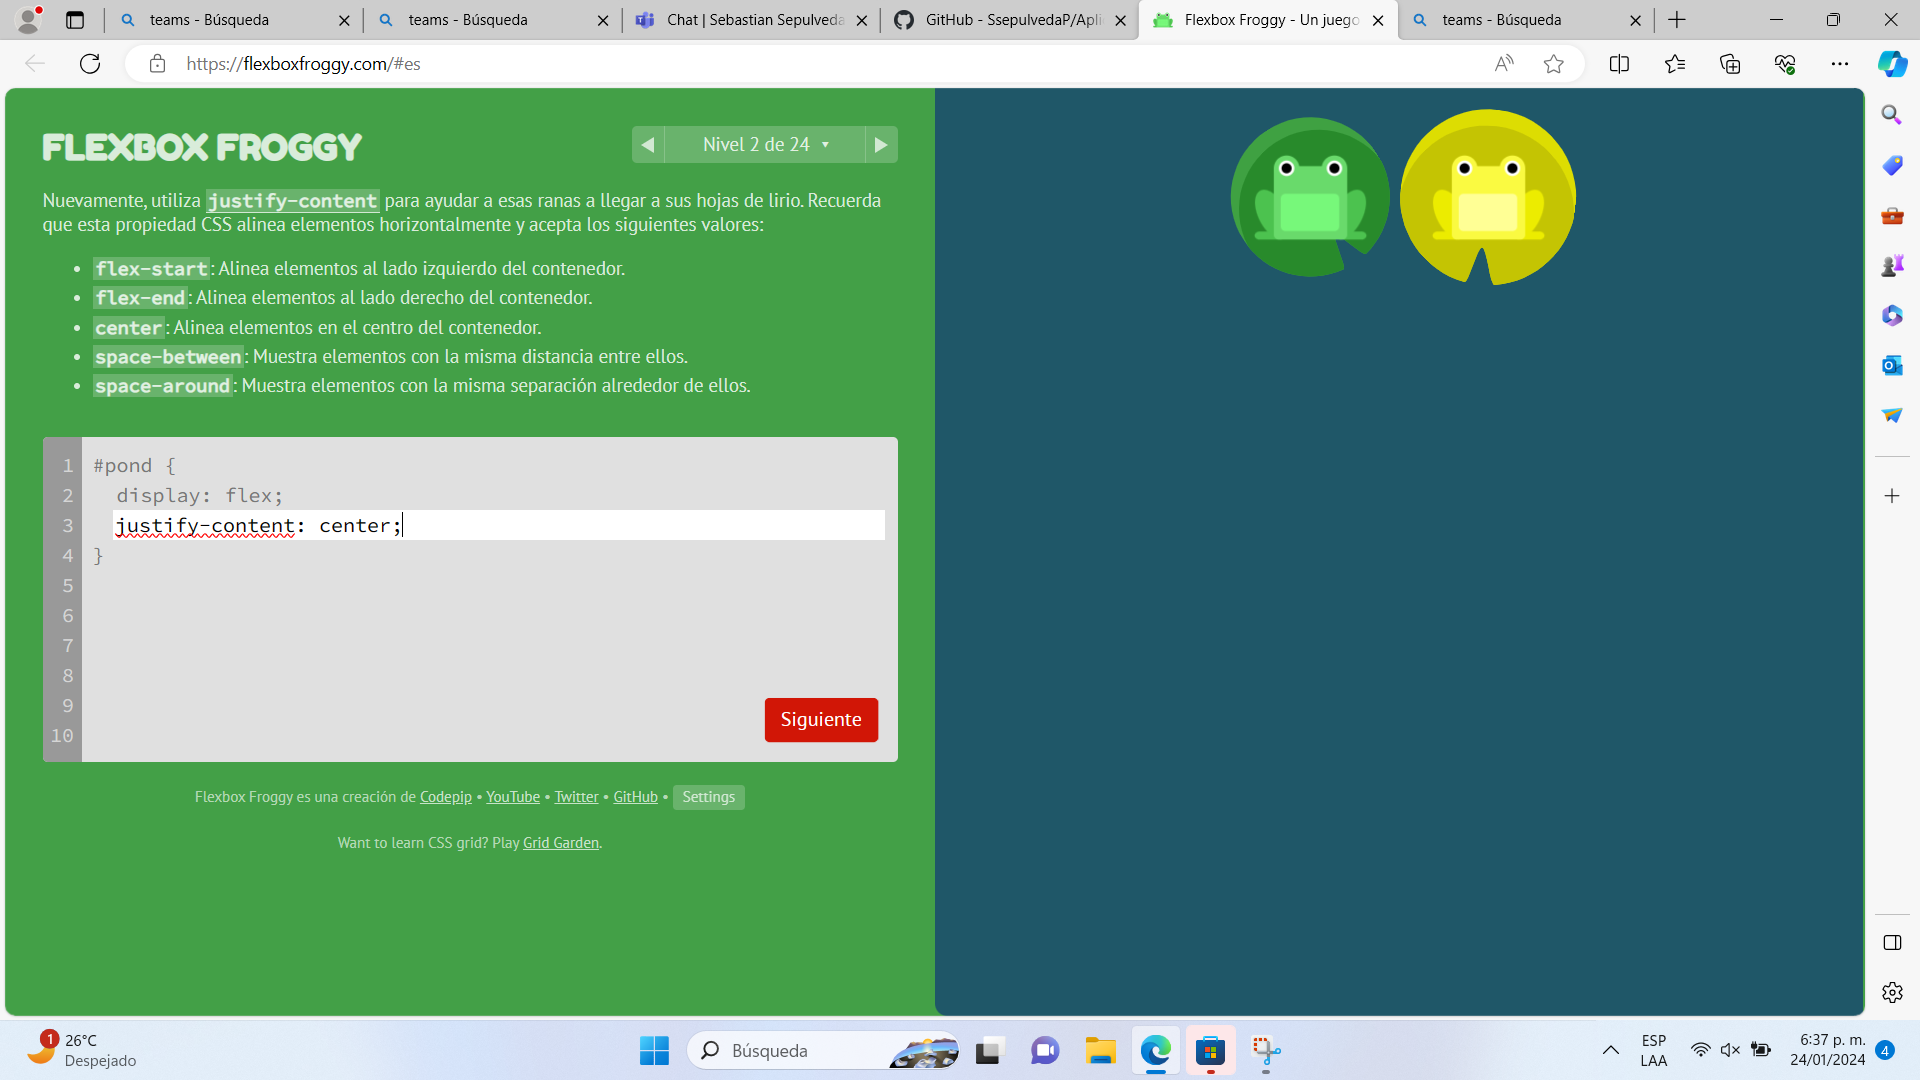 teams - Búsqueda
teams - Búsqueda
Chat | Sebastian Sepulveda
GitHub - SsepulvedaP/Apli
Flexbox Froggy - Un juego
teams - Búsqueda
https://flexboxfroggy.com/#es
FLEXBOX FROGGY
Nivel 2 de 24
Nuevamente, utiliza justify-content para ayudar a esas ranas a llegar a sus hojas de lirio. Recuerda
que esta propiedad CSS alinea elementos horizontalmente y acepta los siguientes valores:
• flex-start: Alinea elementos al lado izquierdo del contenedor.
• flex-end: Alinea elementos al lado derecho del contenedor.
• center: Alinea elementos en el centro del contenedor.
• space-between: Muestra elementos con la misma distancia entre ellos.
• space-around: Muestra elementos con la misma separación alrededor de ellos.
1 #pond {
2 display: flex;
3 justify-content: center;
4 }
5
6
7
8
9
10
Siguiente
Flexbox Froggy es una creación de Codepip • YouTube • Twitter • GitHub • Settings
Want to learn CSS grid? Play Grid Garden.
1
26°C
Despejado
Búsqueda
ESP
LAA
6:37 p. m.
24/01/2024
4